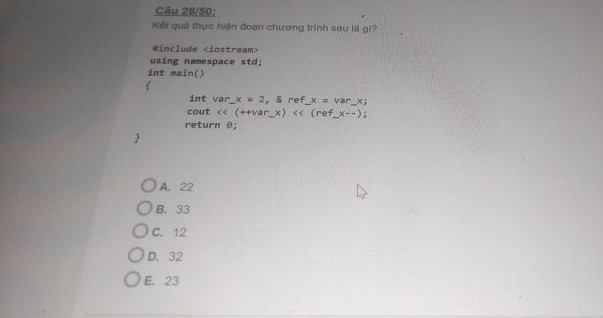 Câu 28/50:
Kết quả thực hiện đoạn chương trình sau là gì?
#include <iostream>
using namespace std;
int main()
{
int var_x = 2, & ref_x = var_x;
cout << (++var_x) << (ref_x--);
return 0;
}
A. 22
B. 33
C. 12
D. 32
E. 23